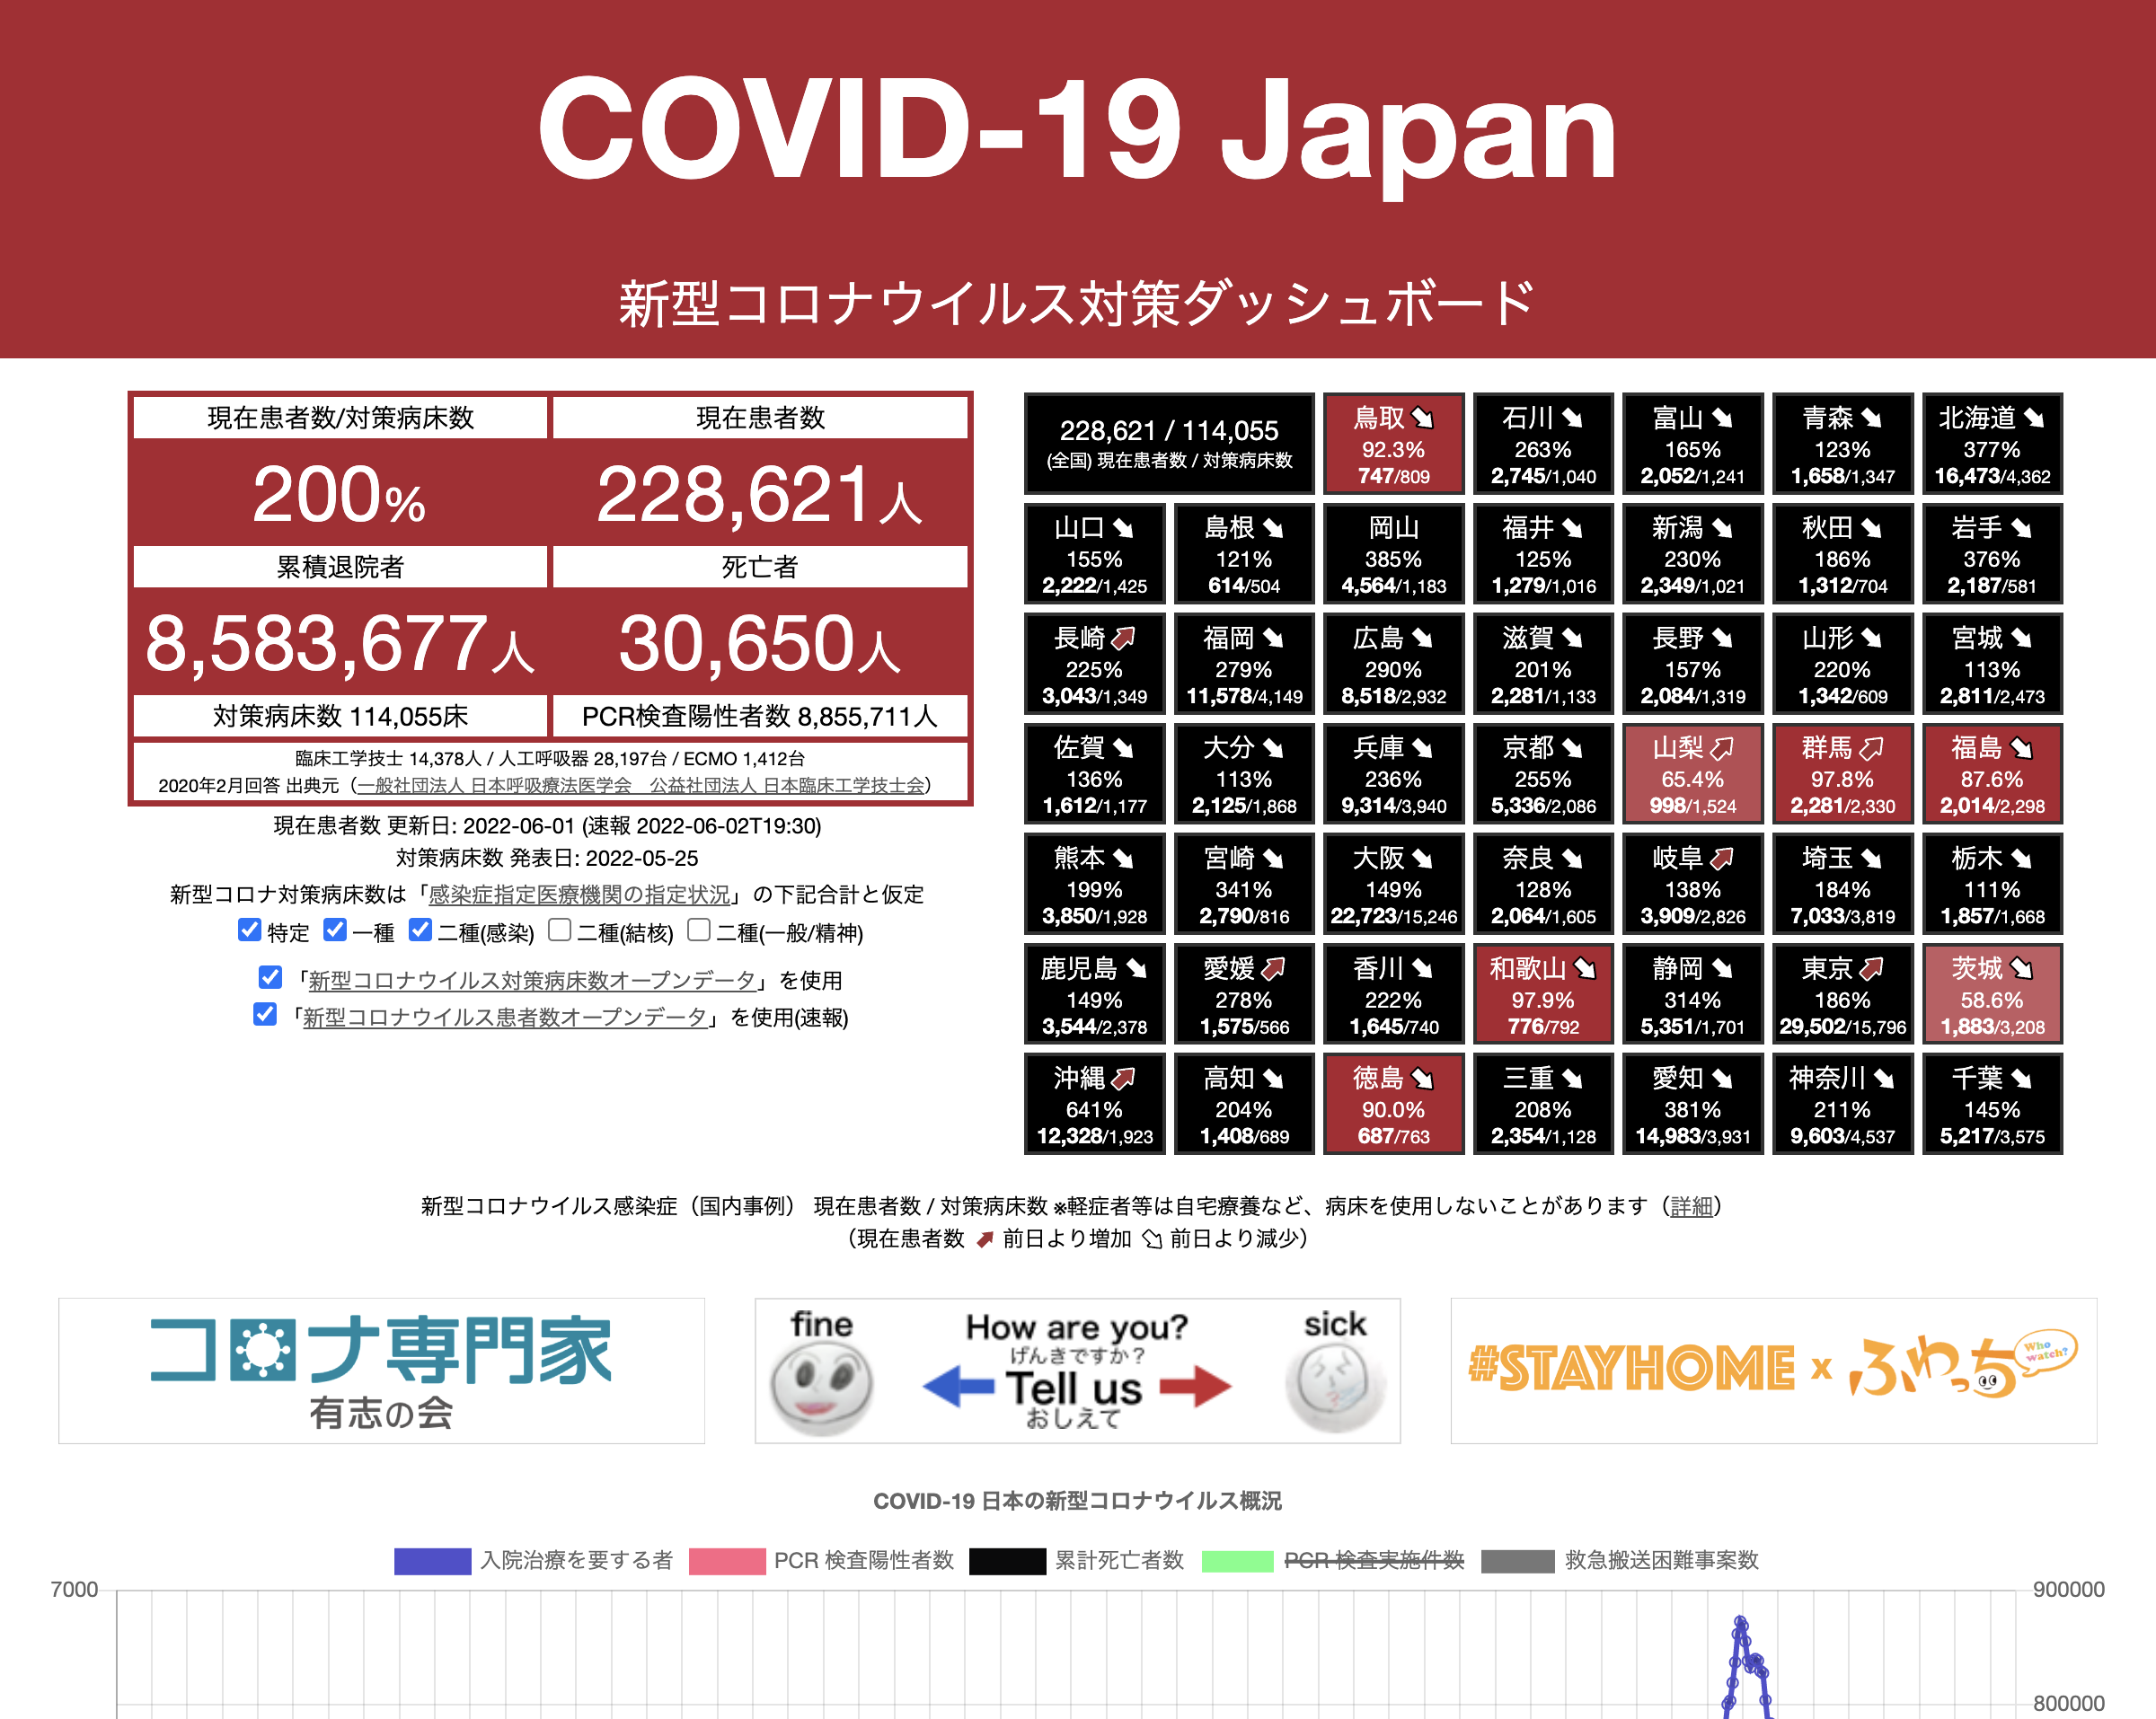 COVID-19 Japan
新型コロナウイルス対策ダッシュボード
現在患者数/対策病床数
現在患者数
200%
228,621人
累積退院者
死亡者
8,583,677人
30,650人
対策病床数 114,055床
PCR検査陽性者数 8,855,711人
臨床工学技士 14,378人 / 人工呼吸器 28,197台 / ECMO 1,412台
2020年2月回答 出典元（一般社団法人 日本呼吸療法医学会　公益社団法人 日本臨床工学技士会）
現在患者数 更新日: 2022-06-01 (速報 2022-06-02T19:30)
対策病床数 発表日: 2022-05-25
新型コロナ対策病床数は「感染症指定医療機関の指定状況」の下記合計と仮定
特定 一種 二種(感染) 二種(結核) 二種(一般/精神)
「新型コロナウイルス対策病床数オープンデータ」を使用
「新型コロナウイルス患者数オープンデータ」を使用(速報)
228,621 / 114,055
(全国) 現在患者数 / 対策病床数
鳥取
92.3%
747/809
石川
263%
2,745/1,040
富山
165%
2,052/1,241
青森
123%
1,658/1,347
北海道
377%
16,473/4,362
山口
155%
2,222/1,425
島根
121%
614/504
岡山
385%
4,564/1,183
福井
125%
1,279/1,016
新潟
230%
2,349/1,021
秋田
186%
1,312/704
岩手
376%
2,187/581
長崎
225%
3,043/1,349
福岡
279%
11,578/4,149
広島
290%
8,518/2,932
滋賀
201%
2,281/1,133
長野
157%
2,084/1,319
山形
220%
1,342/609
宮城
113%
2,811/2,473
佐賀
136%
1,612/1,177
大分
113%
2,125/1,868
兵庫
236%
9,314/3,940
京都
255%
5,336/2,086
山梨
65.4%
998/1,524
群馬
97.8%
2,281/2,330
福島
87.6%
2,014/2,298
熊本
199%
3,850/1,928
宮崎
341%
2,790/816
大阪
149%
22,723/15,246
奈良
128%
2,064/1,605
岐阜
138%
3,909/2,826
埼玉
184%
7,033/3,819
栃木
111%
1,857/1,668
鹿児島
149%
3,544/2,378
愛媛
278%
1,575/566
香川
222%
1,645/740
和歌山
97.9%
776/792
静岡
314%
5,351/1,701
東京
186%
29,502/15,796
茨城
58.6%
1,883/3,208
沖縄
641%
12,328/1,923
高知
204%
1,408/689
徳島
90.0%
687/763
三重
208%
2,354/1,128
愛知
381%
14,983/3,931
神奈川
211%
9,603/4,537
千葉
145%
5,217/3,575
新型コロナウイルス感染症（国内事例） 現在患者数 / 対策病床数 ※軽症者等は自宅療養など、病床を使用しないことがあります（詳細）
（現在患者数 前日より増加 前日より減少）
コロナ専門家
有志の会
fine
How are you?
げんきですか？
Tell us
おしえて
sick
#STAYHOME x ふわっち
Who watch?
COVID-19 日本の新型コロナウイルス概況
入院治療を要する者 PCR 検査陽性者数 累計死亡者数 PCR 検査実施件数 救急搬送困難事案数
7000
900000
800000